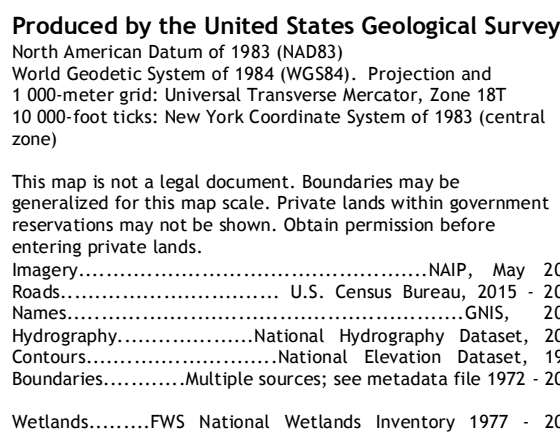 Produced by the United States Geological Survey
North American Datum of 1983 (NAD83)
World Geodetic System of 1984 (WGS84). Projection and
1 000-meter grid: Universal Transverse Mercator, Zone 18T
10 000-foot ticks: New York Coordinate System of 1983 (central
zone)
This map is not a legal document. Boundaries may be
generalized for this map scale. Private lands within government
reservations may not be shown. Obtain permission before
entering private lands.
Imagery..............................................NAIP, May
Roads............................. U.S. Census Bureau, 2015 -
Names....................................................GNIS,
Hydrography..................National Hydrography Dataset,
Contours.........................National Elevation Dataset,
Boundaries...........Multiple sources; see metadata file 1972 -
Wetlands.........FWS National Wetlands Inventory 1977 -